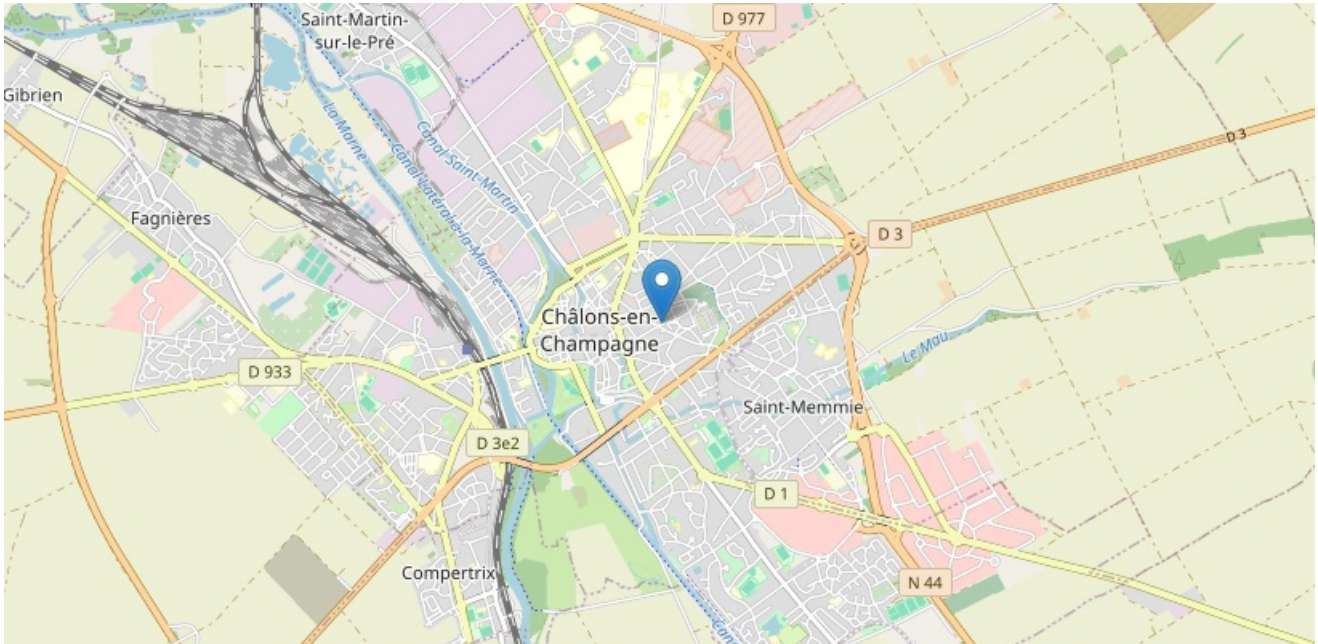 Saint-Martin-
sur-le-Pré
D 977
Gibrien
La Marne
Canal Saint-Martin
Canal Latéral à la Marne
D 3
Fagnières
D 3
Châlons-en-
Champagne
Le Mau
D 933
Saint-Memmie
D 3e2
D 1
Compertrix
N 44